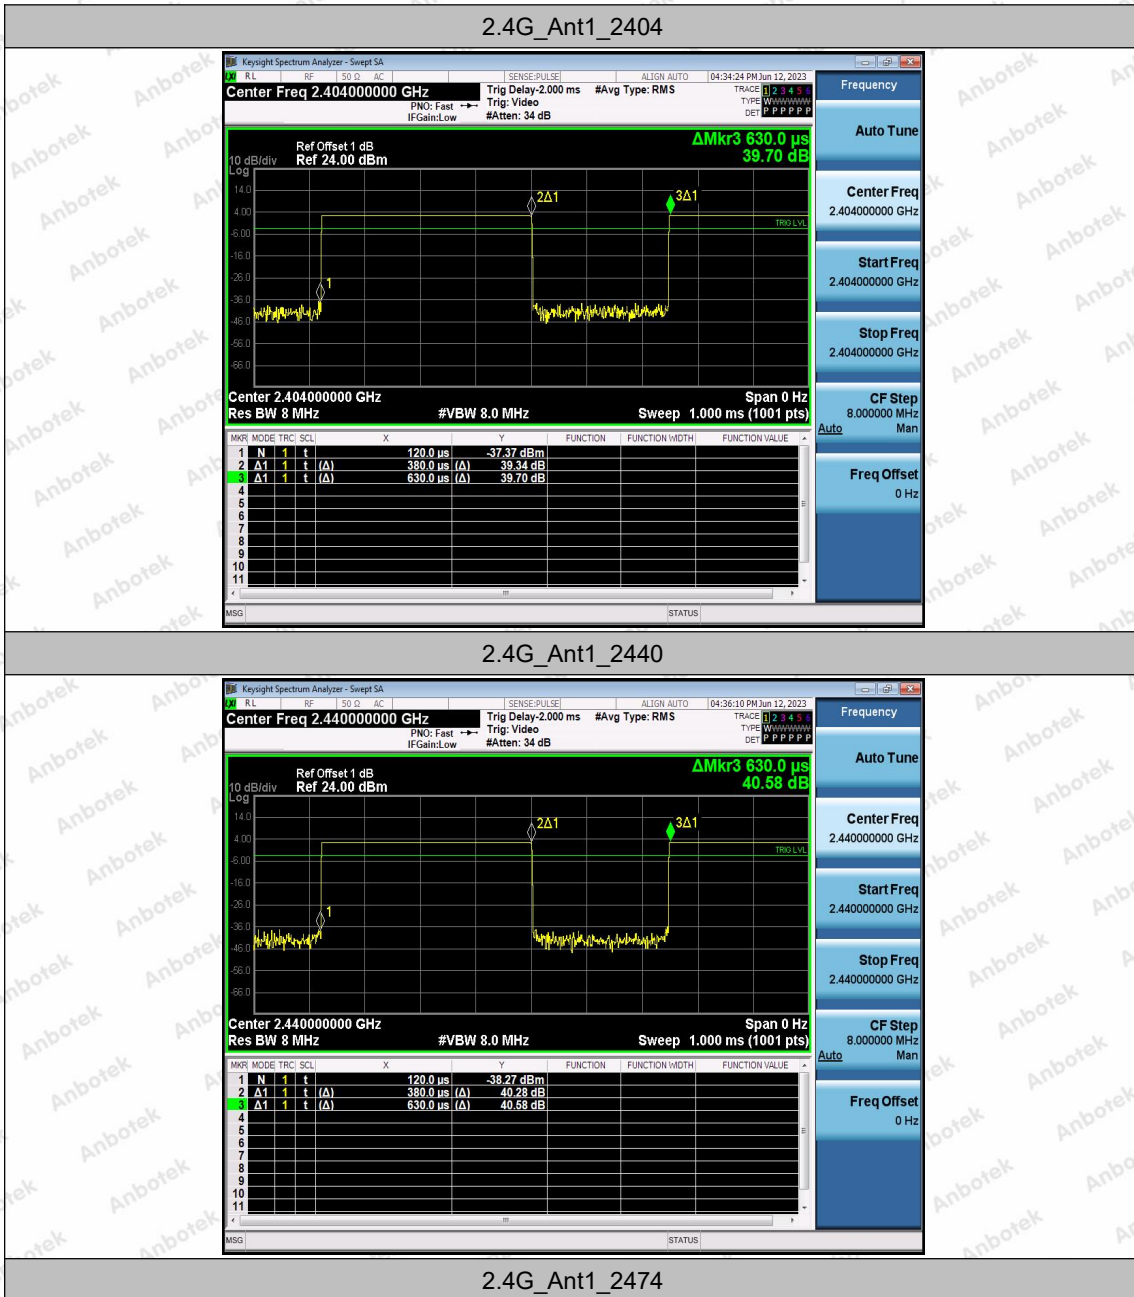 2.4G_Ant1_2404
Keysight Spectrum Analyzer - Swept SA
RL RF 50 Ω AC SENSE:PULSE ALIGN AUTO 04:34:24 PM Jun 12, 2023
Center Freq 2.404000000 GHz
PNO: Fast
IFGain:Low
Trig Delay-2.000 ms #Avg Type: RMS
Trig: Video
#Atten: 34 dB
TRACE 1 2 3 4 5 6
TYPE WWWWWW
DET P P P P P P
Frequency
Auto Tune
Center Freq
2.404000000 GHz
Start Freq
2.404000000 GHz
Stop Freq
2.404000000 GHz
CF Step
8.000000 MHz
Auto Man
Freq Offset
0 Hz
ΔMkr3 630.0 µs
39.70 dB
Ref Offset 1 dB
10 dB/div Ref 24.00 dBm
Log
14.0
4.00
-6.00
-16.0
-26.0
-36.0
-46.0
-56.0
-66.0
2Δ1
3Δ1
TRIG LVL
1
Center 2.404000000 GHz Span 0 Hz
Res BW 8 MHz #VBW 8.0 MHz Sweep 1.000 ms (1001 pts)
MKR MODE TRC SCL X Y FUNCTION FUNCTION WIDTH FUNCTION VALUE
1 N 1 t 120.0 µs -37.37 dBm
2 Δ1 1 t (Δ) 380.0 µs (Δ) 39.34 dB
3 Δ1 1 t (Δ) 630.0 µs (Δ) 39.70 dB
4
5
6
7
8
9
10
11
MSG STATUS
2.4G_Ant1_2440
Keysight Spectrum Analyzer - Swept SA
RL RF 50 Ω AC SENSE:PULSE ALIGN AUTO 04:36:10 PM Jun 12, 2023
Center Freq 2.440000000 GHz
PNO: Fast
IFGain:Low
Trig Delay-2.000 ms #Avg Type: RMS
Trig: Video
#Atten: 34 dB
TRACE 1 2 3 4 5 6
TYPE WWWWWW
DET P P P P P P
Frequency
Auto Tune
Center Freq
2.440000000 GHz
Start Freq
2.440000000 GHz
Stop Freq
2.440000000 GHz
CF Step
8.000000 MHz
Auto Man
Freq Offset
0 Hz
ΔMkr3 630.0 µs
40.58 dB
Ref Offset 1 dB
10 dB/div Ref 24.00 dBm
Log
14.0
4.00
-6.00
-16.0
-26.0
-36.0
-46.0
-56.0
-66.0
2Δ1
3Δ1
TRIG LVL
1
Center 2.440000000 GHz Span 0 Hz
Res BW 8 MHz #VBW 8.0 MHz Sweep 1.000 ms (1001 pts)
MKR MODE TRC SCL X Y FUNCTION FUNCTION WIDTH FUNCTION VALUE
1 N 1 t 120.0 µs -38.27 dBm
2 Δ1 1 t (Δ) 380.0 µs (Δ) 40.28 dB
3 Δ1 1 t (Δ) 630.0 µs (Δ) 40.58 dB
4
5
6
7
8
9
10
11
MSG STATUS
2.4G_Ant1_2474